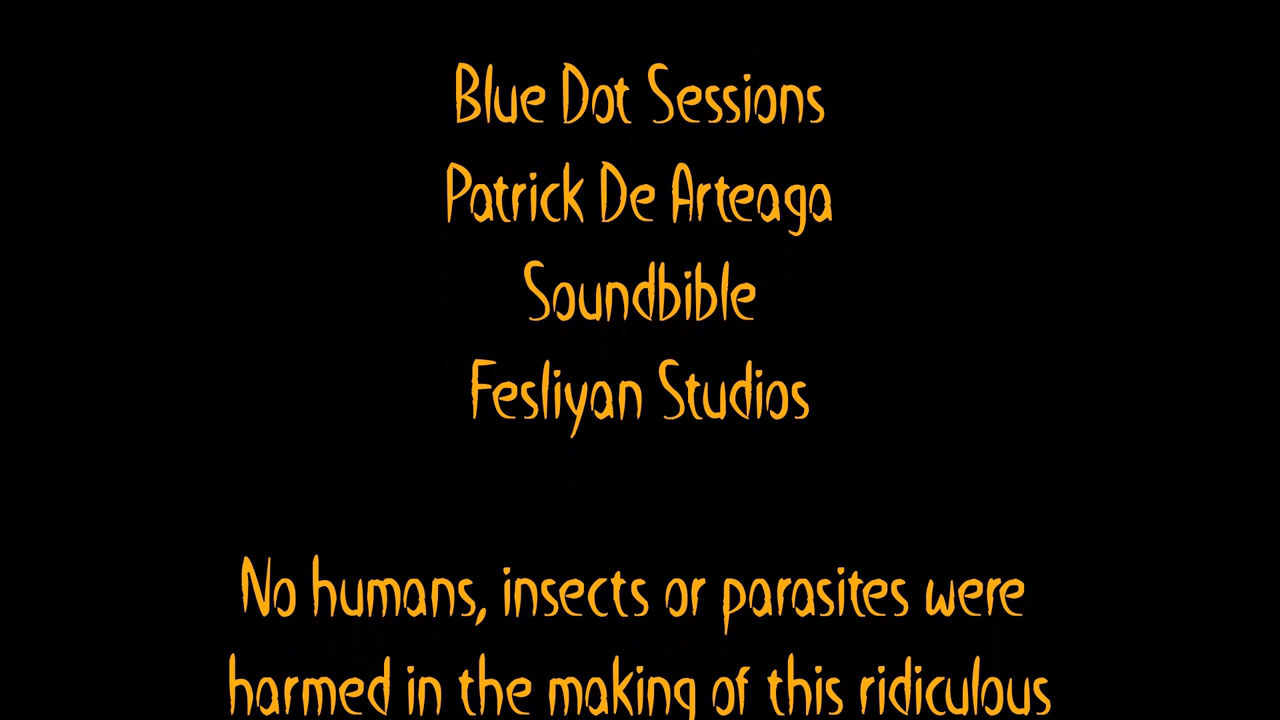 Blue Dot Sessions
Patrick De Arteaga
Soundbible
Fesliyan Studios
No humans, insects or parasites were
harmed in the making of this ridiculous